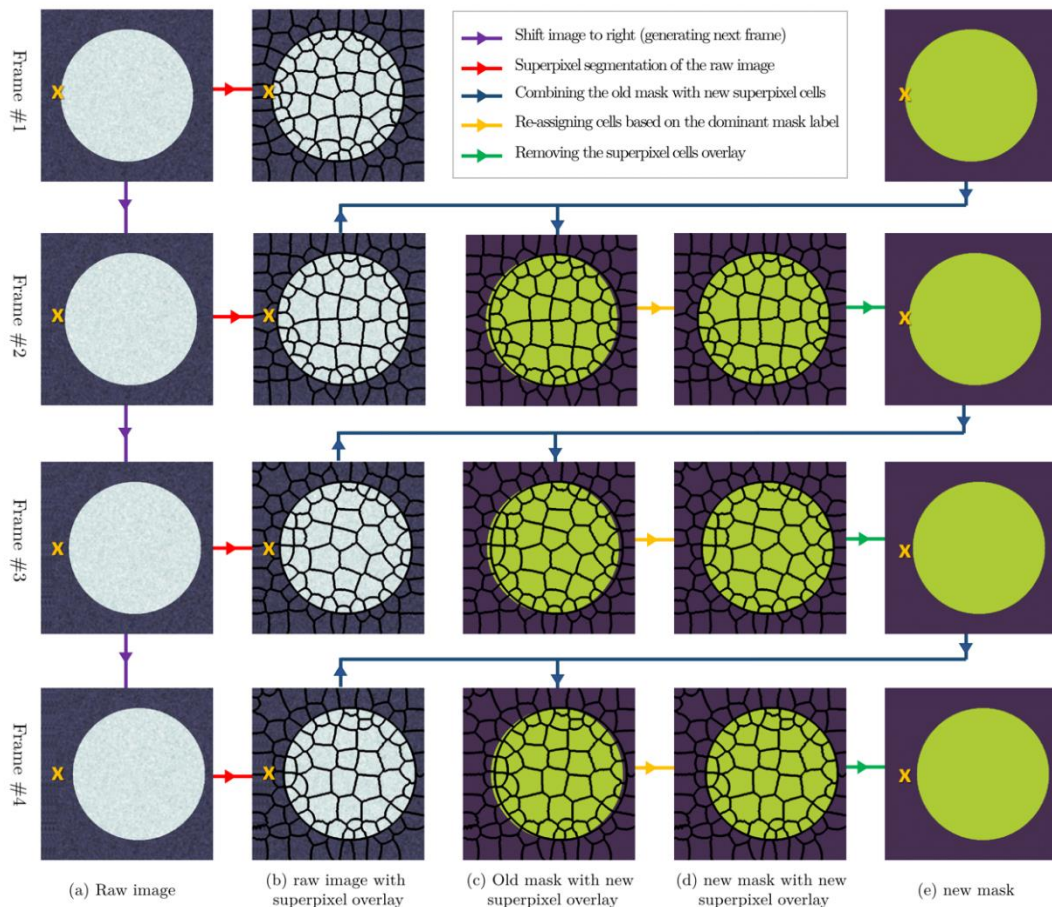 Frame #1
X
X
Shift image to right (generating next frame)
Superpixel segmentation of the raw image
Combining the old mask with new superpixel cells
Re-assigning cells based on the dominant mask label
Removing the superpixel cells overlay
X
Frame #2
X
X
X
Frame #3
X
X
X
Frame #4
X
X
X
(a) Raw image
(b) raw image with
superpixel overlay
(c) Old mask with new
superpixel overlay
(d) new mask with new
superpixel overlay
(e) new mask